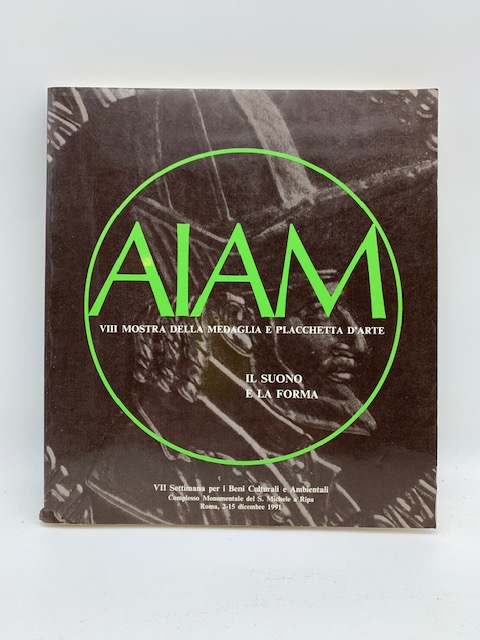 AIAM
VIII MOSTRA DELLA MEDAGLIA E PLACCHETTA D'ARTE
IL SUONO
E LA FORMA
VII Settimana per i Beni Culturali e Ambientali
Complesso Monumentale del S. Michele a Ripa
Roma, 2-15 dicembre 1991